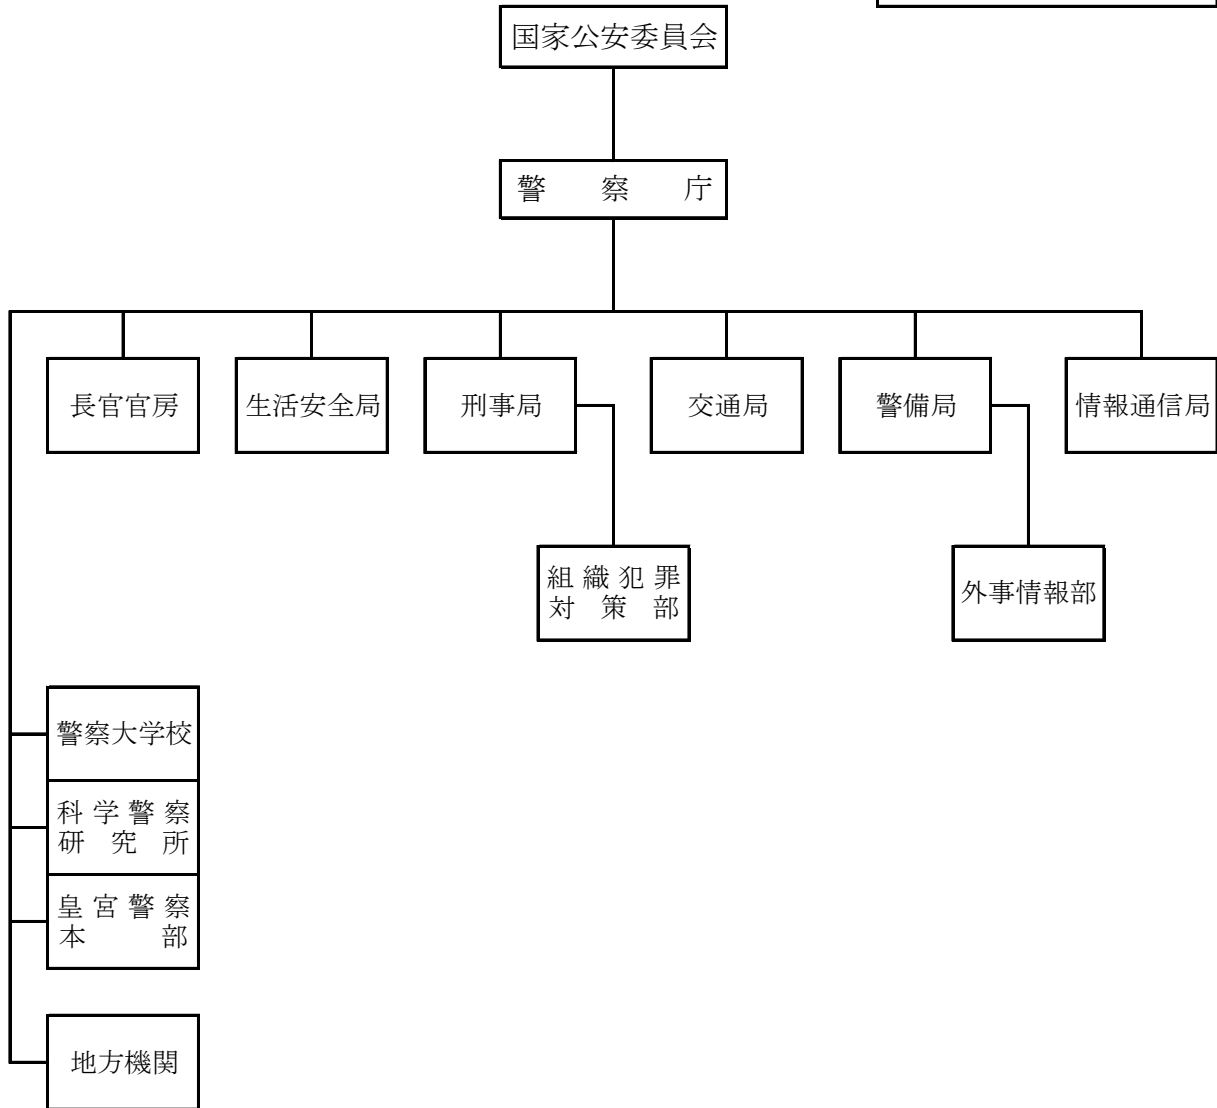 国家公安委員会
警察庁
長官官房
生活安全局
刑事局
交通局
警備局
情報通信局
組織犯罪
対策部
外事情報部
警察大学校
科学警察
研究所
皇宮警察
本部
地方機関